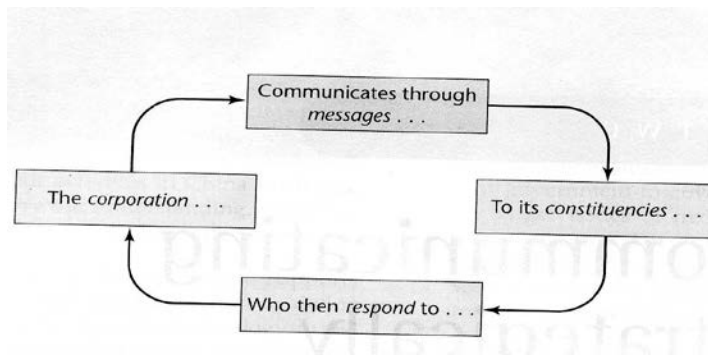 Communicates through
messages . . .
The corporation . . .
To its constituencies . . .
Who then respond to . . .